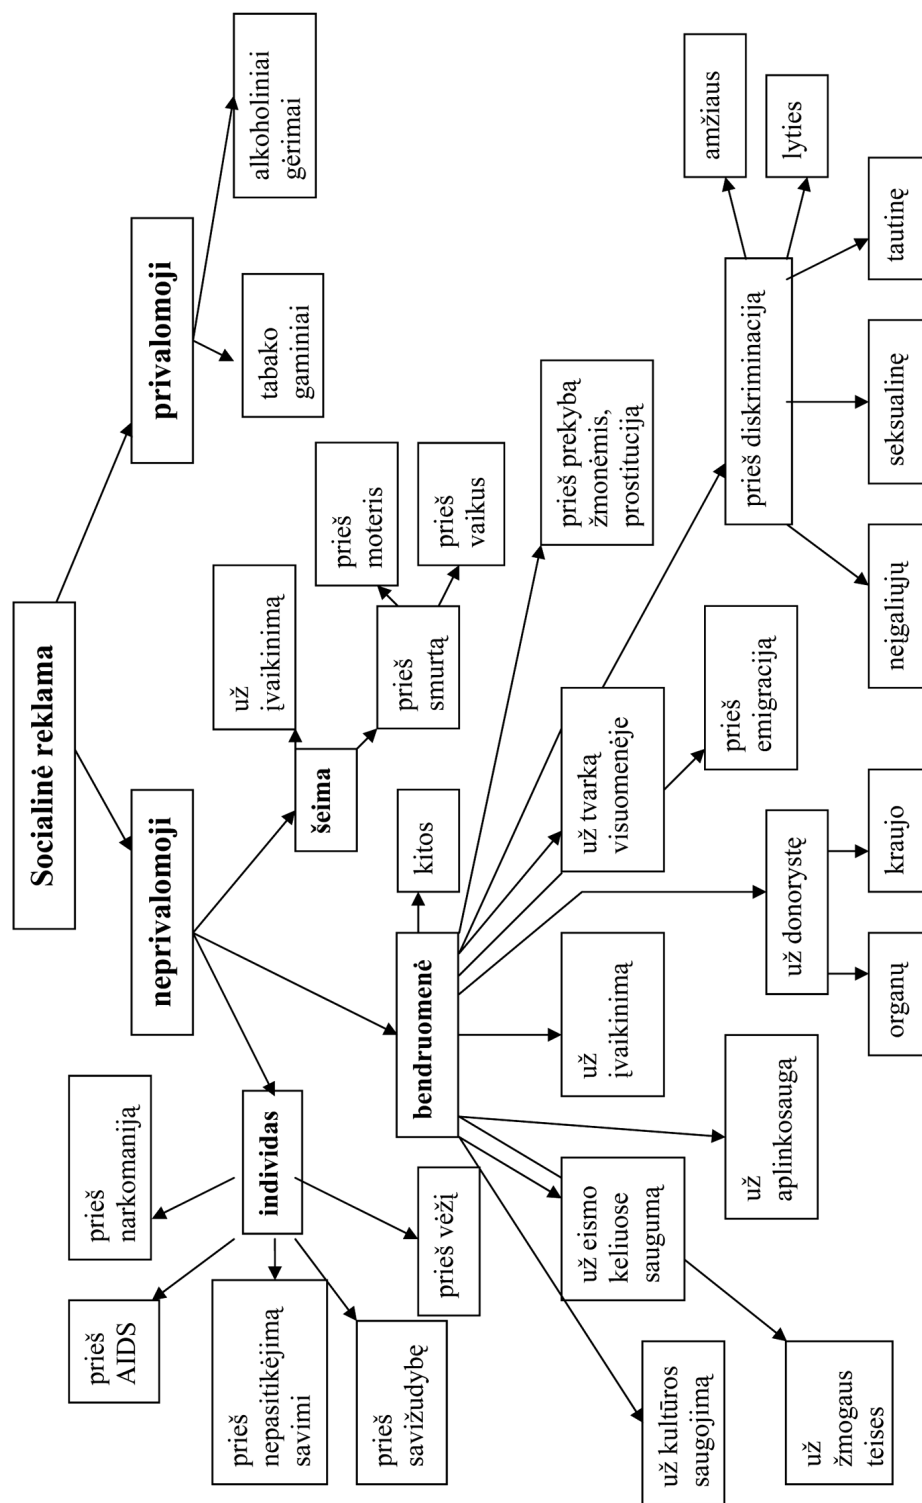 Socialinė reklama
neprivalomoji
privalomoji
prieš
AIDS
prieš
narkomaniją
individas
prieš
nepasitikėjimą
savimi
prieš
savižudybę
prieš vėžį
šeima
už
įvaikinimą
prieš
smurtą
prieš
moteris
prieš
vaikus
tabako
gaminiai
alkoholiniai
gėrimai
bendruomenė
kitos
už kultūros
saugojimą
už eismo
keliuose
saugumą
už
žmogaus
teises
už
aplinkosaugą
už
įvaikinimą
už donorystę
organų
kraujo
už tvarką
visuomenėje
prieš
emigraciją
prieš prekybą
žmonėmis,
prostituciją
prieš diskriminaciją
neįgaliųjų
seksualinę
tautinę
lyties
amžiaus